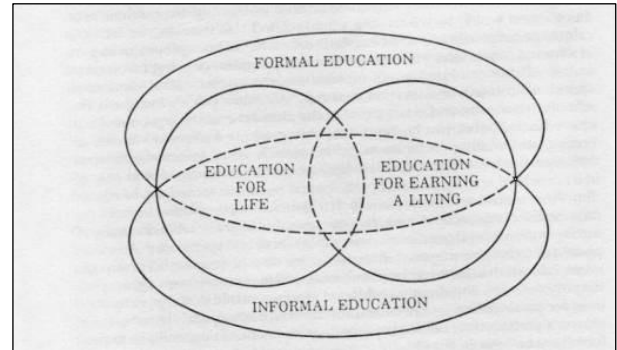 FORMAL EDUCATION
EDUCATION
FOR
LIFE
EDUCATION
FOR EARNING
A LIVING
INFORMAL EDUCATION